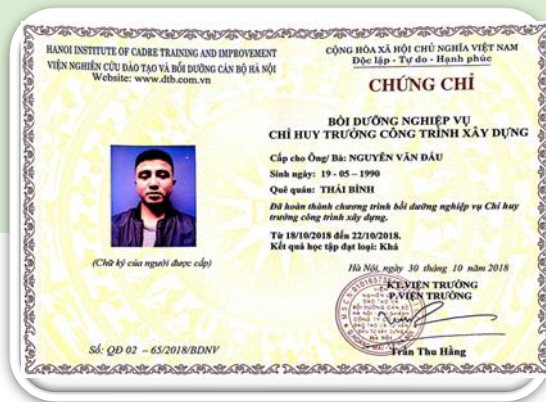 HANOI INSTITUTE OF CADRE TRAINING AND IMPROVEMENT
VIỆN NGHIÊN CỨU ĐÀO TẠO VÀ BỒI DƯỠNG CÁN BỘ HÀ NỘI
Website: www.dtb.com.vn
(Chữ ký của người được cấp)
Số: QĐ 02 – 65/2018/BDNV
CỘNG HÒA XÃ HỘI CHỦ NGHĨA VIỆT NAM
Độc lập - Tự do - Hạnh phúc
CHỨNG CHỈ
BỒI DƯỠNG NGHIỆP VỤ
CHỈ HUY TRƯỞNG CÔNG TRÌNH XÂY DỰNG
Cấp cho Ông/ Bà: NGUYỄN VĂN ĐẤU
Sinh ngày: 19 - 05 – 1990
Quê quán: THÁI BÌNH
Đã hoàn thành chương trình bồi dưỡng nghiệp vụ Chỉ huy
trưởng công trình xây dựng.
Từ 18/10/2018 đến 22/10/2018.
Kết quả học tập đạt loại: Khá
Hà Nội, ngày 30 tháng 10 năm 2018
KT.VIỆN TRƯỞNG
P.VIỆN TRƯỞNG
Trần Thu Hằng